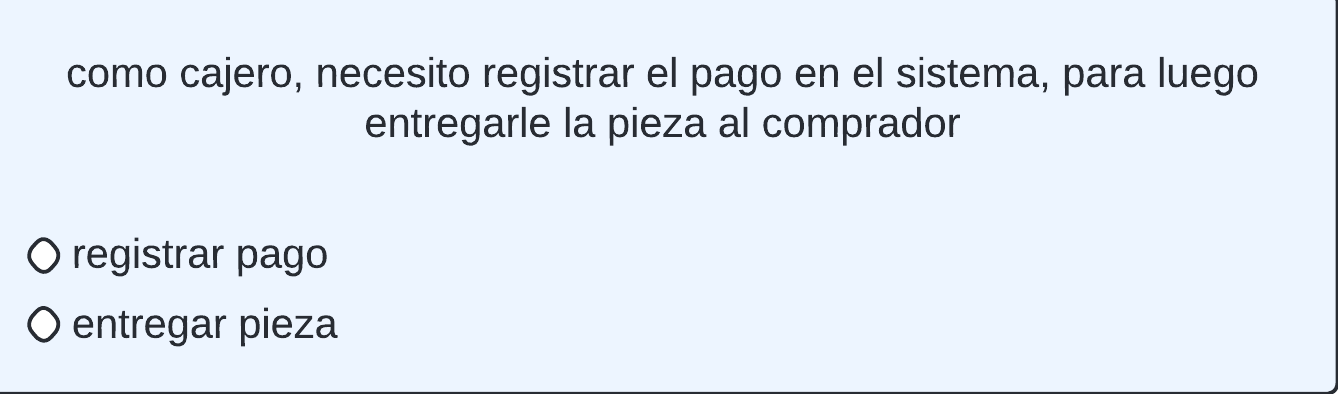 como cajero, necesito registrar el pago en el sistema, para luego
entregarle la pieza al comprador
registrar pago
entregar pieza